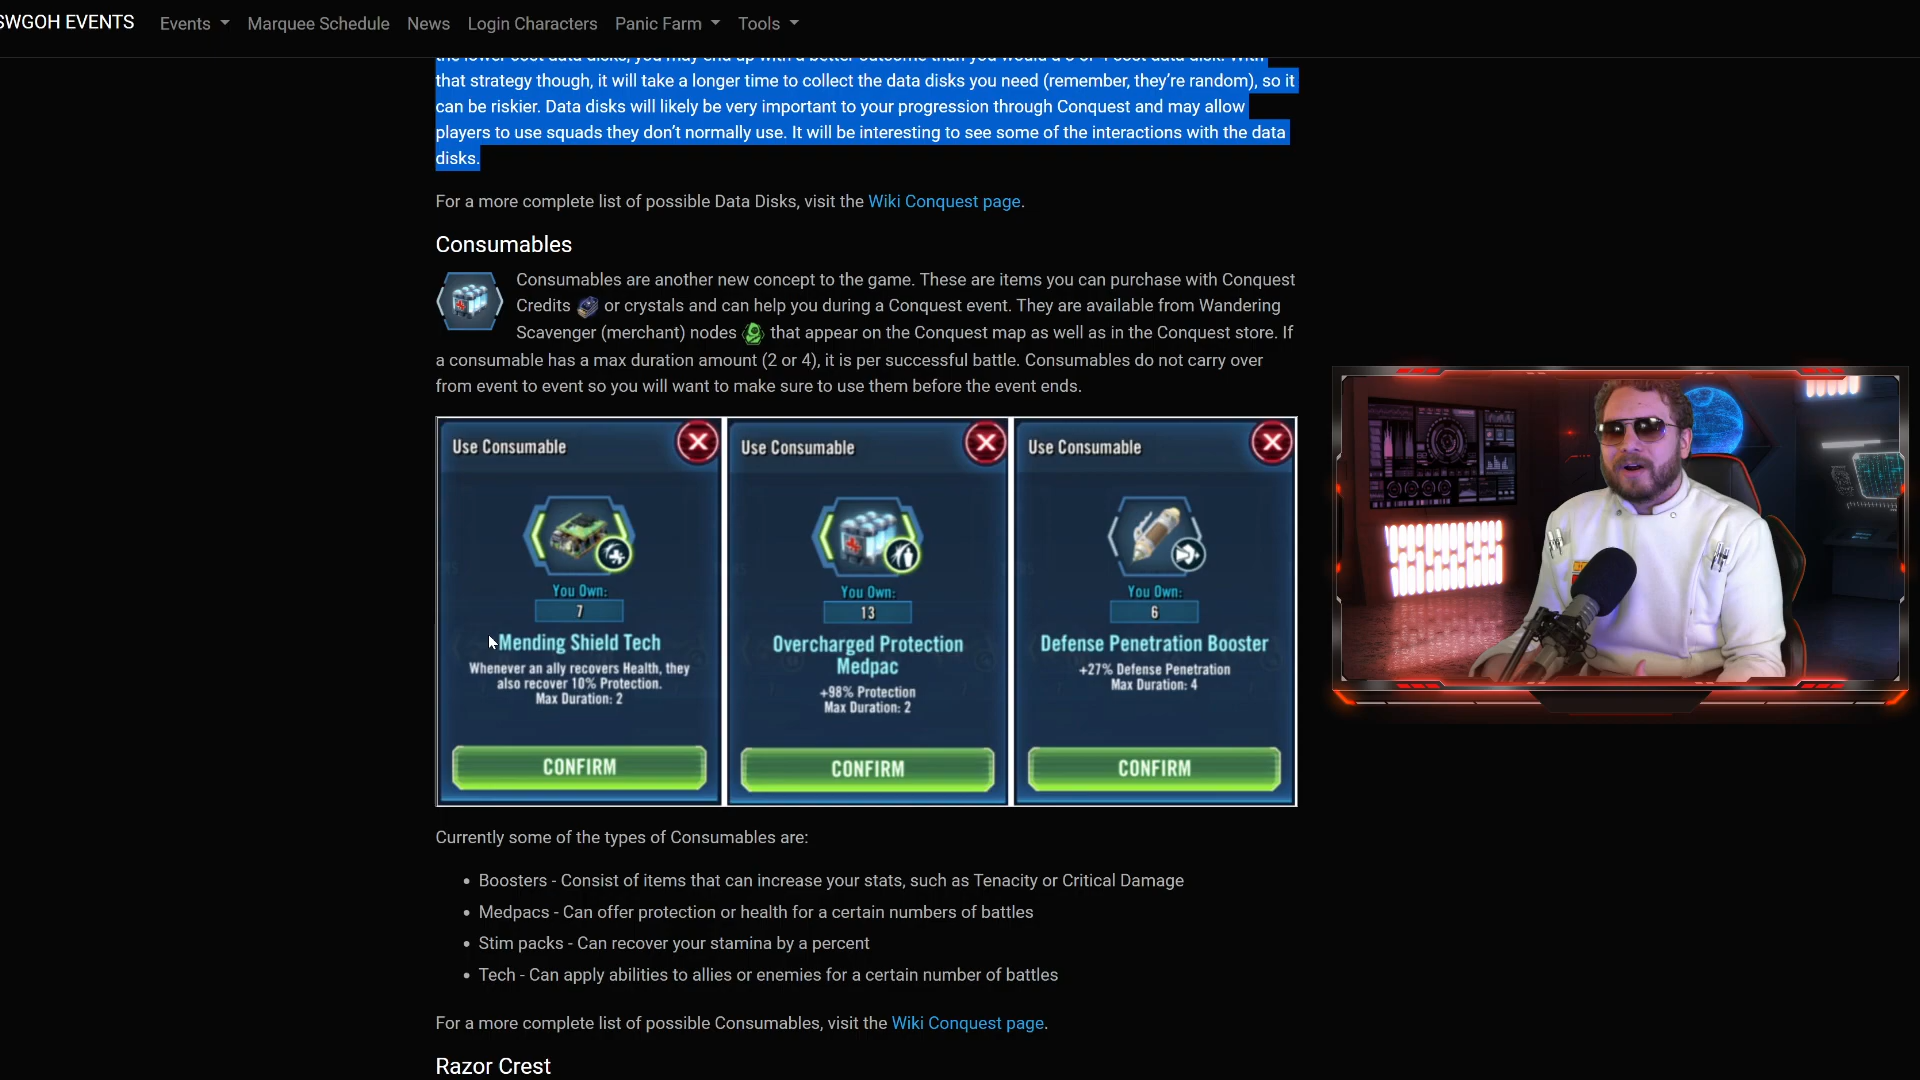 SWGOH EVENTS Events Marquee Schedule News Login Characters Panic Farm Tools
that strategy though, it will take a longer time to collect the data disks you need (remember, they're random), so it
can be riskier. Data disks will likely be very important to your progression through Conquest and may allow
players to use squads they don't normally use. It will be interesting to see some of the interactions with the data
disks.
For a more complete list of possible Data Disks, visit the Wiki Conquest page.
Consumables
Consumables are another new concept to the game. These are items you can purchase with Conquest
Credits or crystals and can help you during a Conquest event. They are available from Wandering
Scavenger (merchant) nodes that appear on the Conquest map as well as in the Conquest store. If
a consumable has a max duration amount (2 or 4), it is per successful battle. Consumables do not carry over
from event to event so you will want to make sure to use them before the event ends.
Use Consumable
You Own:
7
Mending Shield Tech
Whenever an ally recovers Health, they
also recover 10% Protection.
Max Duration: 2
CONFIRM
Use Consumable
You Own:
13
Overcharged Protection
Medpac
+98% Protection
Max Duration: 2
CONFIRM
Use Consumable
You Own:
6
Defense Penetration Booster
+27% Defense Penetration
Max Duration: 4
CONFIRM
Currently some of the types of Consumables are:
• Boosters - Consist of items that can increase your stats, such as Tenacity or Critical Damage
• Medpacs - Can offer protection or health for a certain numbers of battles
• Stim packs - Can recover your stamina by a percent
• Tech - Can apply abilities to allies or enemies for a certain number of battles
For a more complete list of possible Consumables, visit the Wiki Conquest page.
Razor Crest